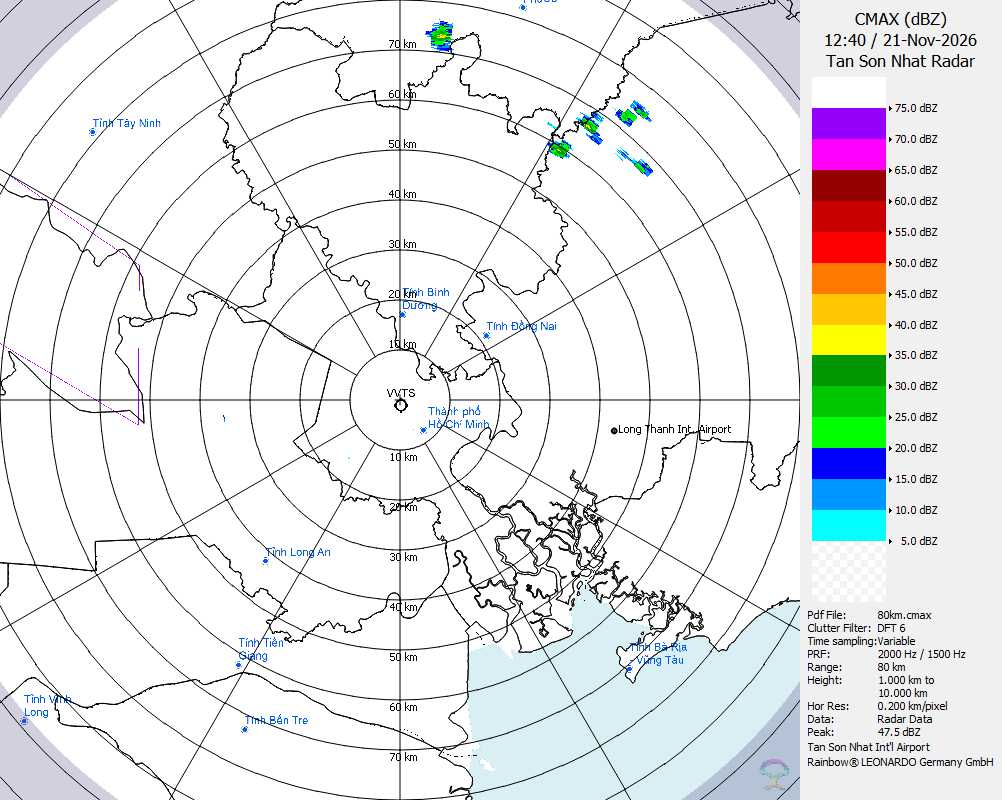 CMAX (dBZ)
12:40 / 21-Nov-2026
Tan Son Nhat Radar
75.0 dBZ
70.0 dBZ
65.0 dBZ
60.0 dBZ
55.0 dBZ
50.0 dBZ
45.0 dBZ
40.0 dBZ
35.0 dBZ
30.0 dBZ
25.0 dBZ
20.0 dBZ
15.0 dBZ
10.0 dBZ
5.0 dBZ
Pdf File: 80km.cmax
Clutter Filter: DFT 6
Time sampling:Variable
PRF: 2000 Hz / 1500 Hz
Range: 80 km
Height: 1.000 km to
10.000 km
Hor Res: 0.200 km/pixel
Data: Radar Data
Peak: 47.5 dBZ
Tan Son Nhat Int'l Airport
Rainbow® LEONARDO Germany GmbH
70 km
60 km
50 km
40 km
30 km
20 km
10 km
Tỉnh Tây Ninh
Tỉnh Bình
Dương
Tỉnh Đồng Nai
VVTS
Thành phố
Hồ Chí Minh
Long Thanh Int. Airport
10 km
20 km
30 km
40 km
50 km
60 km
70 km
Tỉnh Long An
Tỉnh Tiền
Giang
Tỉnh Bà Rịa
- Vũng Tàu
Tỉnh Vĩnh
Long
Tỉnh Bến Tre